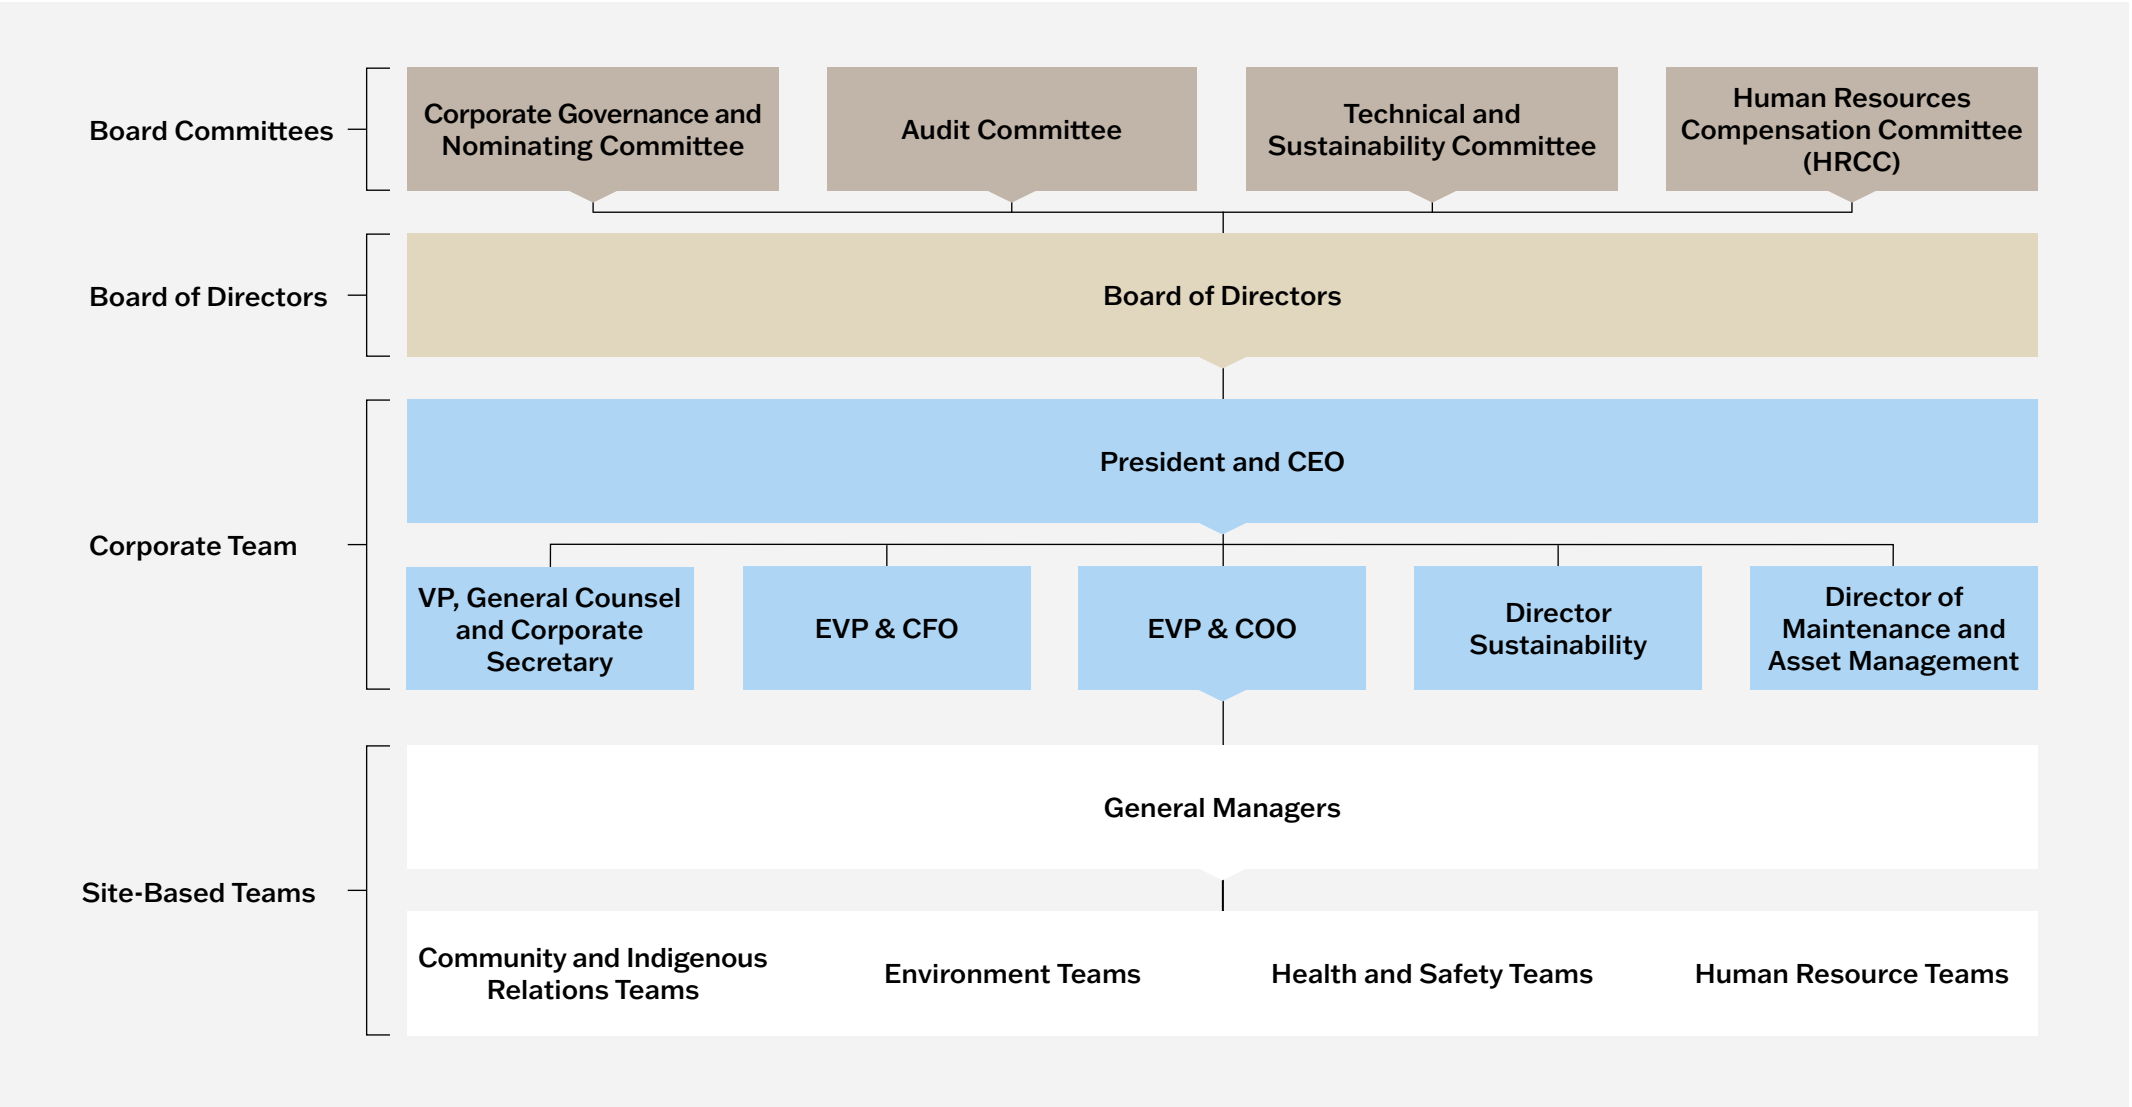 Board Committees
Corporate Governance and
Nominating Committee
Audit Committee
Technical and
Sustainability Committee
Human Resources
Compensation Committee
(HRCC)
Board of Directors
Board of Directors
Corporate Team
President and CEO
VP, General Counsel
and Corporate
Secretary
EVP & CFO
EVP & COO
Director
Sustainability
Director of
Maintenance and
Asset Management
Site-Based Teams
General Managers
Community and Indigenous
Relations Teams
Environment Teams
Health and Safety Teams
Human Resource Teams